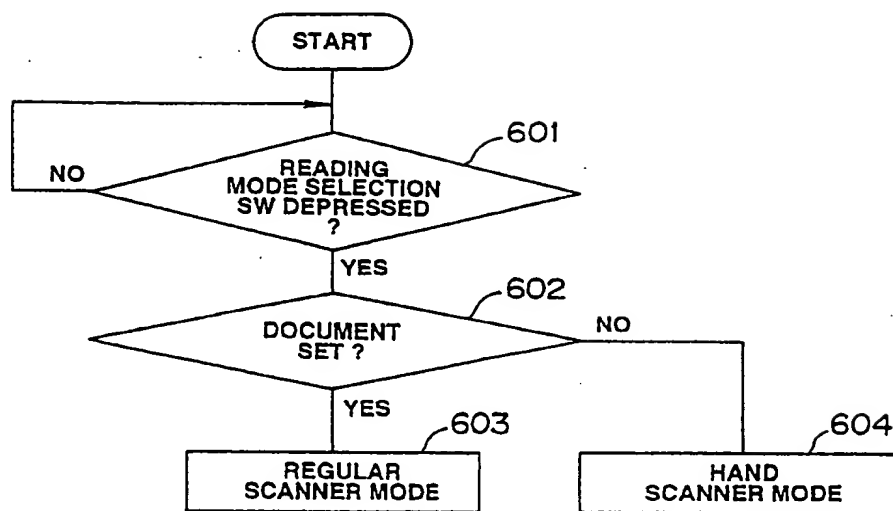 START
601
READING
MODE SELECTION
SW DEPRESSED
?
NO
YES
602
DOCUMENT
SET ?
NO
YES
603
REGULAR
SCANNER MODE
604
HAND
SCANNER MODE